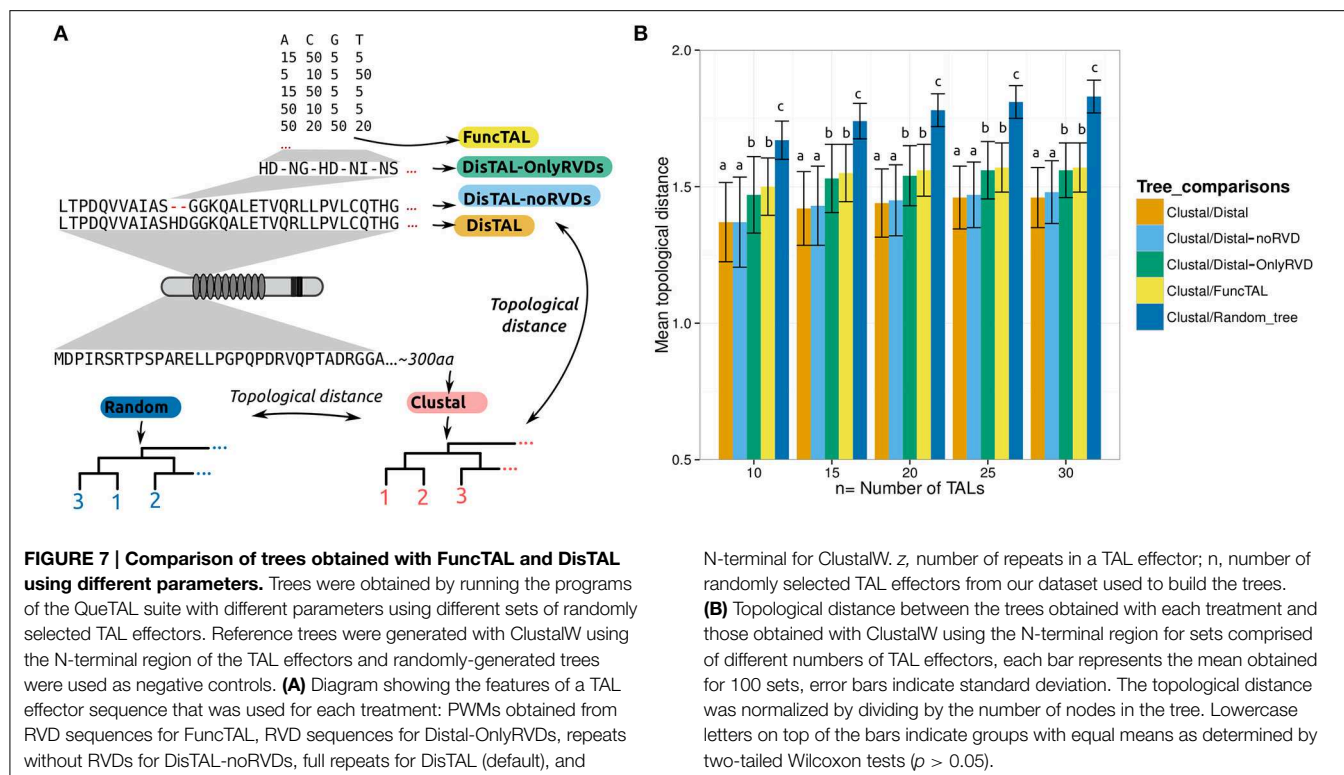 A
A C G T
15 50 5 5
5 10 5 50
15 50 5 5
50 10 5 5
50 20 50 20
...
FuncTAL
HD-NG-HD-NI-NS ...
DisTAL-OnlyRVDs
LTPDQVVAIAS--GGKQALETVQRLLPVLCQTHG ...
DisTAL-noRVDs
LTPDQVVAIASHDGGKQALETVQRLLPVLCQTHG ...
DisTAL
Topological
distance
MDPIRSRTPSPARELLPGPQPDRVQPTADRGGA...~300aa
Random
Topological distance
Clustal
...
...
3 1 2
...
...
1 2 3
B
Mean topological distance
2.0
1.5
1.0
0.5
a a b b c
a a b b c
a a b b c
a a b b c
a a b b c
10 15 20 25 30
n= Number of TALs
Tree_comparisons
Clustal/Distal
Clustal/Distal-noRVD
Clustal/Distal-OnlyRVD
Clustal/FuncTAL
Clustal/Random_tree
FIGURE 7 | Comparison of trees obtained with FuncTAL and DisTAL
using different parameters. Trees were obtained by running the programs
of the QueTAL suite with different parameters using different sets of randomly
selected TAL effectors. Reference trees were generated with ClustalW using
the N-terminal region of the TAL effectors and randomly-generated trees
were used as negative controls. (A) Diagram showing the features of a TAL
effector sequence that was used for each treatment: PWMs obtained from
RVD sequences for FuncTAL, RVD sequences for Distal-OnlyRVDs, repeats
without RVDs for DisTAL-noRVDs, full repeats for DisTAL (default), and
N-terminal for ClustalW. z, number of repeats in a TAL effector; n, number of
randomly selected TAL effectors from our dataset used to build the trees.
(B) Topological distance between the trees obtained with each treatment and
those obtained with ClustalW using the N-terminal region for sets comprised
of different numbers of TAL effectors, each bar represents the mean obtained
for 100 sets, error bars indicate standard deviation. The topological distance
was normalized by dividing by the number of nodes in the tree. Lowercase
letters on top of the bars indicate groups with equal means as determined by
two-tailed Wilcoxon tests (p > 0.05).